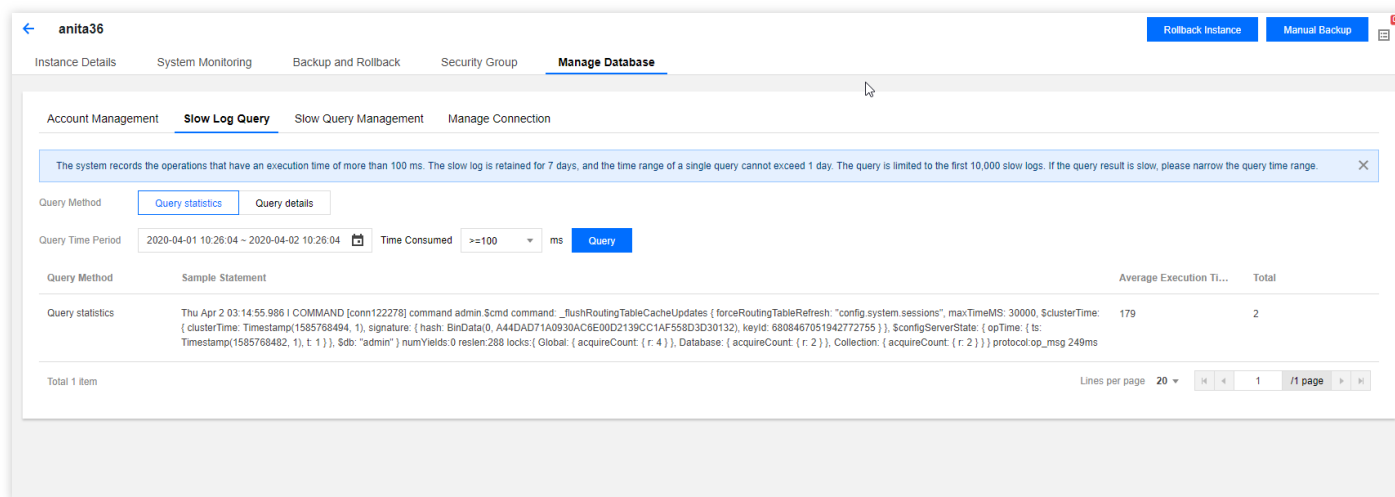 anita36
Rollback Instance
Manual Backup
Instance Details
System Monitoring
Backup and Rollback
Security Group
Manage Database
Account Management
Slow Log Query
Slow Query Management
Manage Connection
The system records the operations that have an execution time of more than 100 ms. The slow log is retained for 7 days, and the time range of a single query cannot exceed 1 day. The query is limited to the first 10,000 slow logs. If the query result is slow, please narrow the query time range.
Query Method
Query statistics
Query details
Query Time Period
2020-04-01 10:26:04 ~ 2020-04-02 10:26:04
Time Consumed
>=100
ms
Query
Query Method
Sample Statement
Average Execution Ti...
Total
Query statistics
Thu Apr 2 03:14:55.986 I COMMAND [conn122278] command admin.$cmd command: _flushRoutingTableCacheUpdates { forceRoutingTableRefresh: "config.system.sessions", maxTimeMS: 30000, $clusterTime:
{ clusterTime: Timestamp(1585768494, 1), signature: { hash: BinData(0, A44DAD71A0930AC6E00D2139CC1AF558D3D30132), keyId: 6808467051942772755 } }, $configServerState: { opTime: { ts:
Timestamp(1585768482, 1), t: 1 } }, $db: "admin" } numYields:0 reslen:288 locks:{ Global: { acquireCount: { r: 4 } }, Database: { acquireCount: { r: 2 } }, Collection: { acquireCount: { r: 2 } } } protocol:op_msg 249ms
179
2
Total 1 item
Lines per page
20
1
/1 page